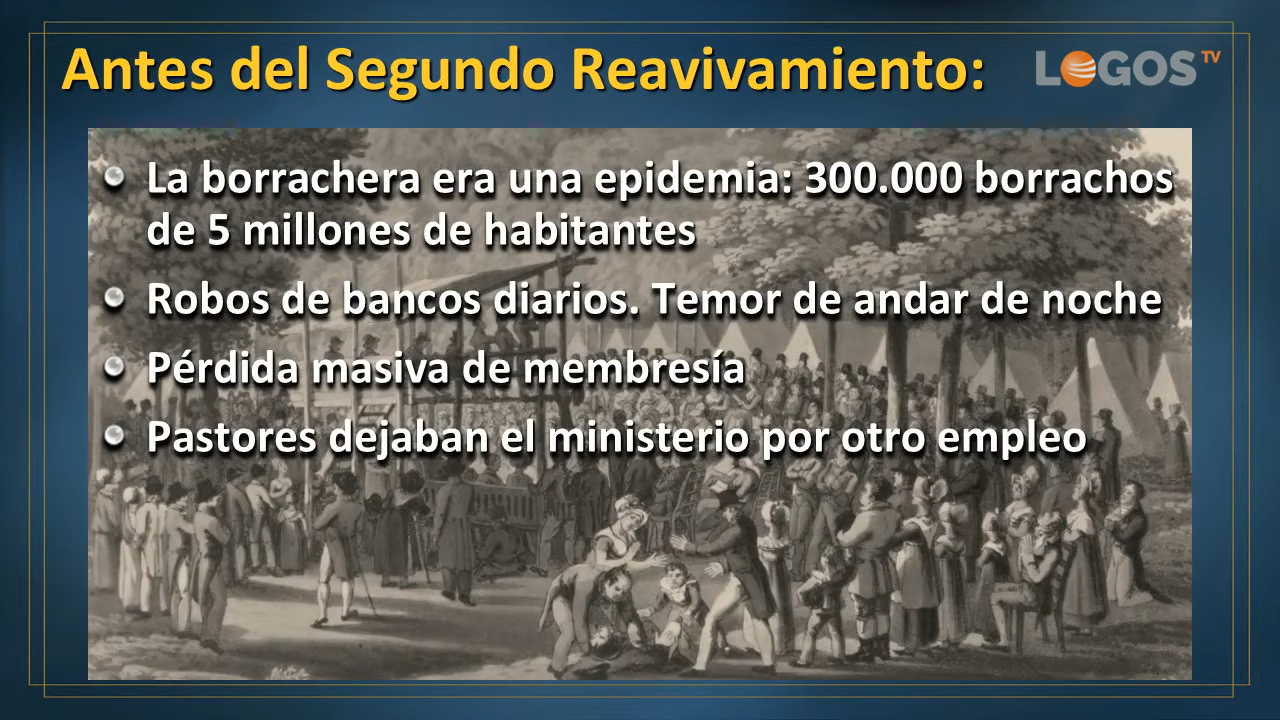 Antes del Segundo Reavivamiento:
LOGOS TV
La borrachera era una epidemia: 300.000 borrachos
de 5 millones de habitantes
Robos de bancos diarios. Temor de andar de noche
Pérdida masiva de membresía
Pastores dejaban el ministerio por otro empleo